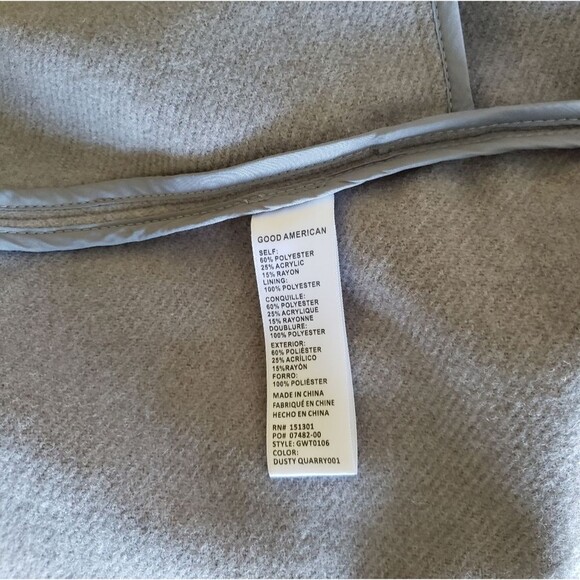 GOOD AMERICAN
SELF:
60% POLYESTER
25% ACRYLIC
15% RAYON
LINING:
100% POLYESTER
CONQUILLE:
60% POLYESTER
25% ACRYLIQUE
15% RAYONNE
DOUBLURE:
100% POLYESTER
EXTERIOR:
60% POLIÉSTER
25% ACRÍLICO
15%RAYÓN
FORRO:
100% POLIÉSTER
MADE IN CHINA
FABRIQUÉ EN CHINE
HECHO EN CHINA
RN# 151301
PO# 07482-00
STYLE: GWT0106
COLOR:
DUSTY QUARRY001